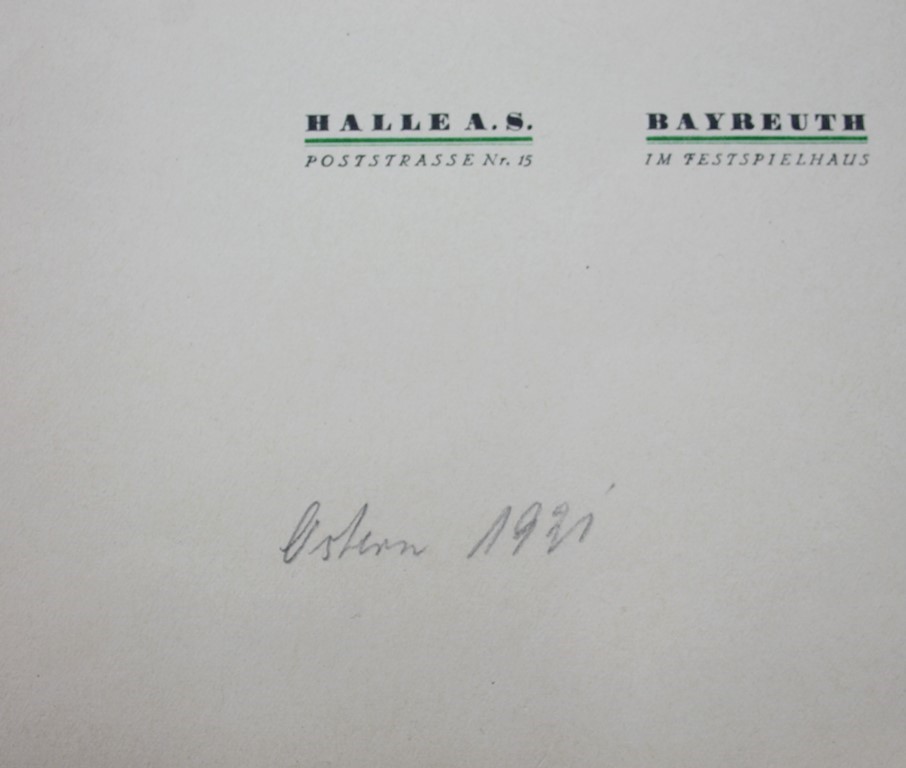 HALLE A. S.
POSTSTRASSE Nr. 15
BAYREUTH
IM FESTSPIELHAUS
Ostern 1921